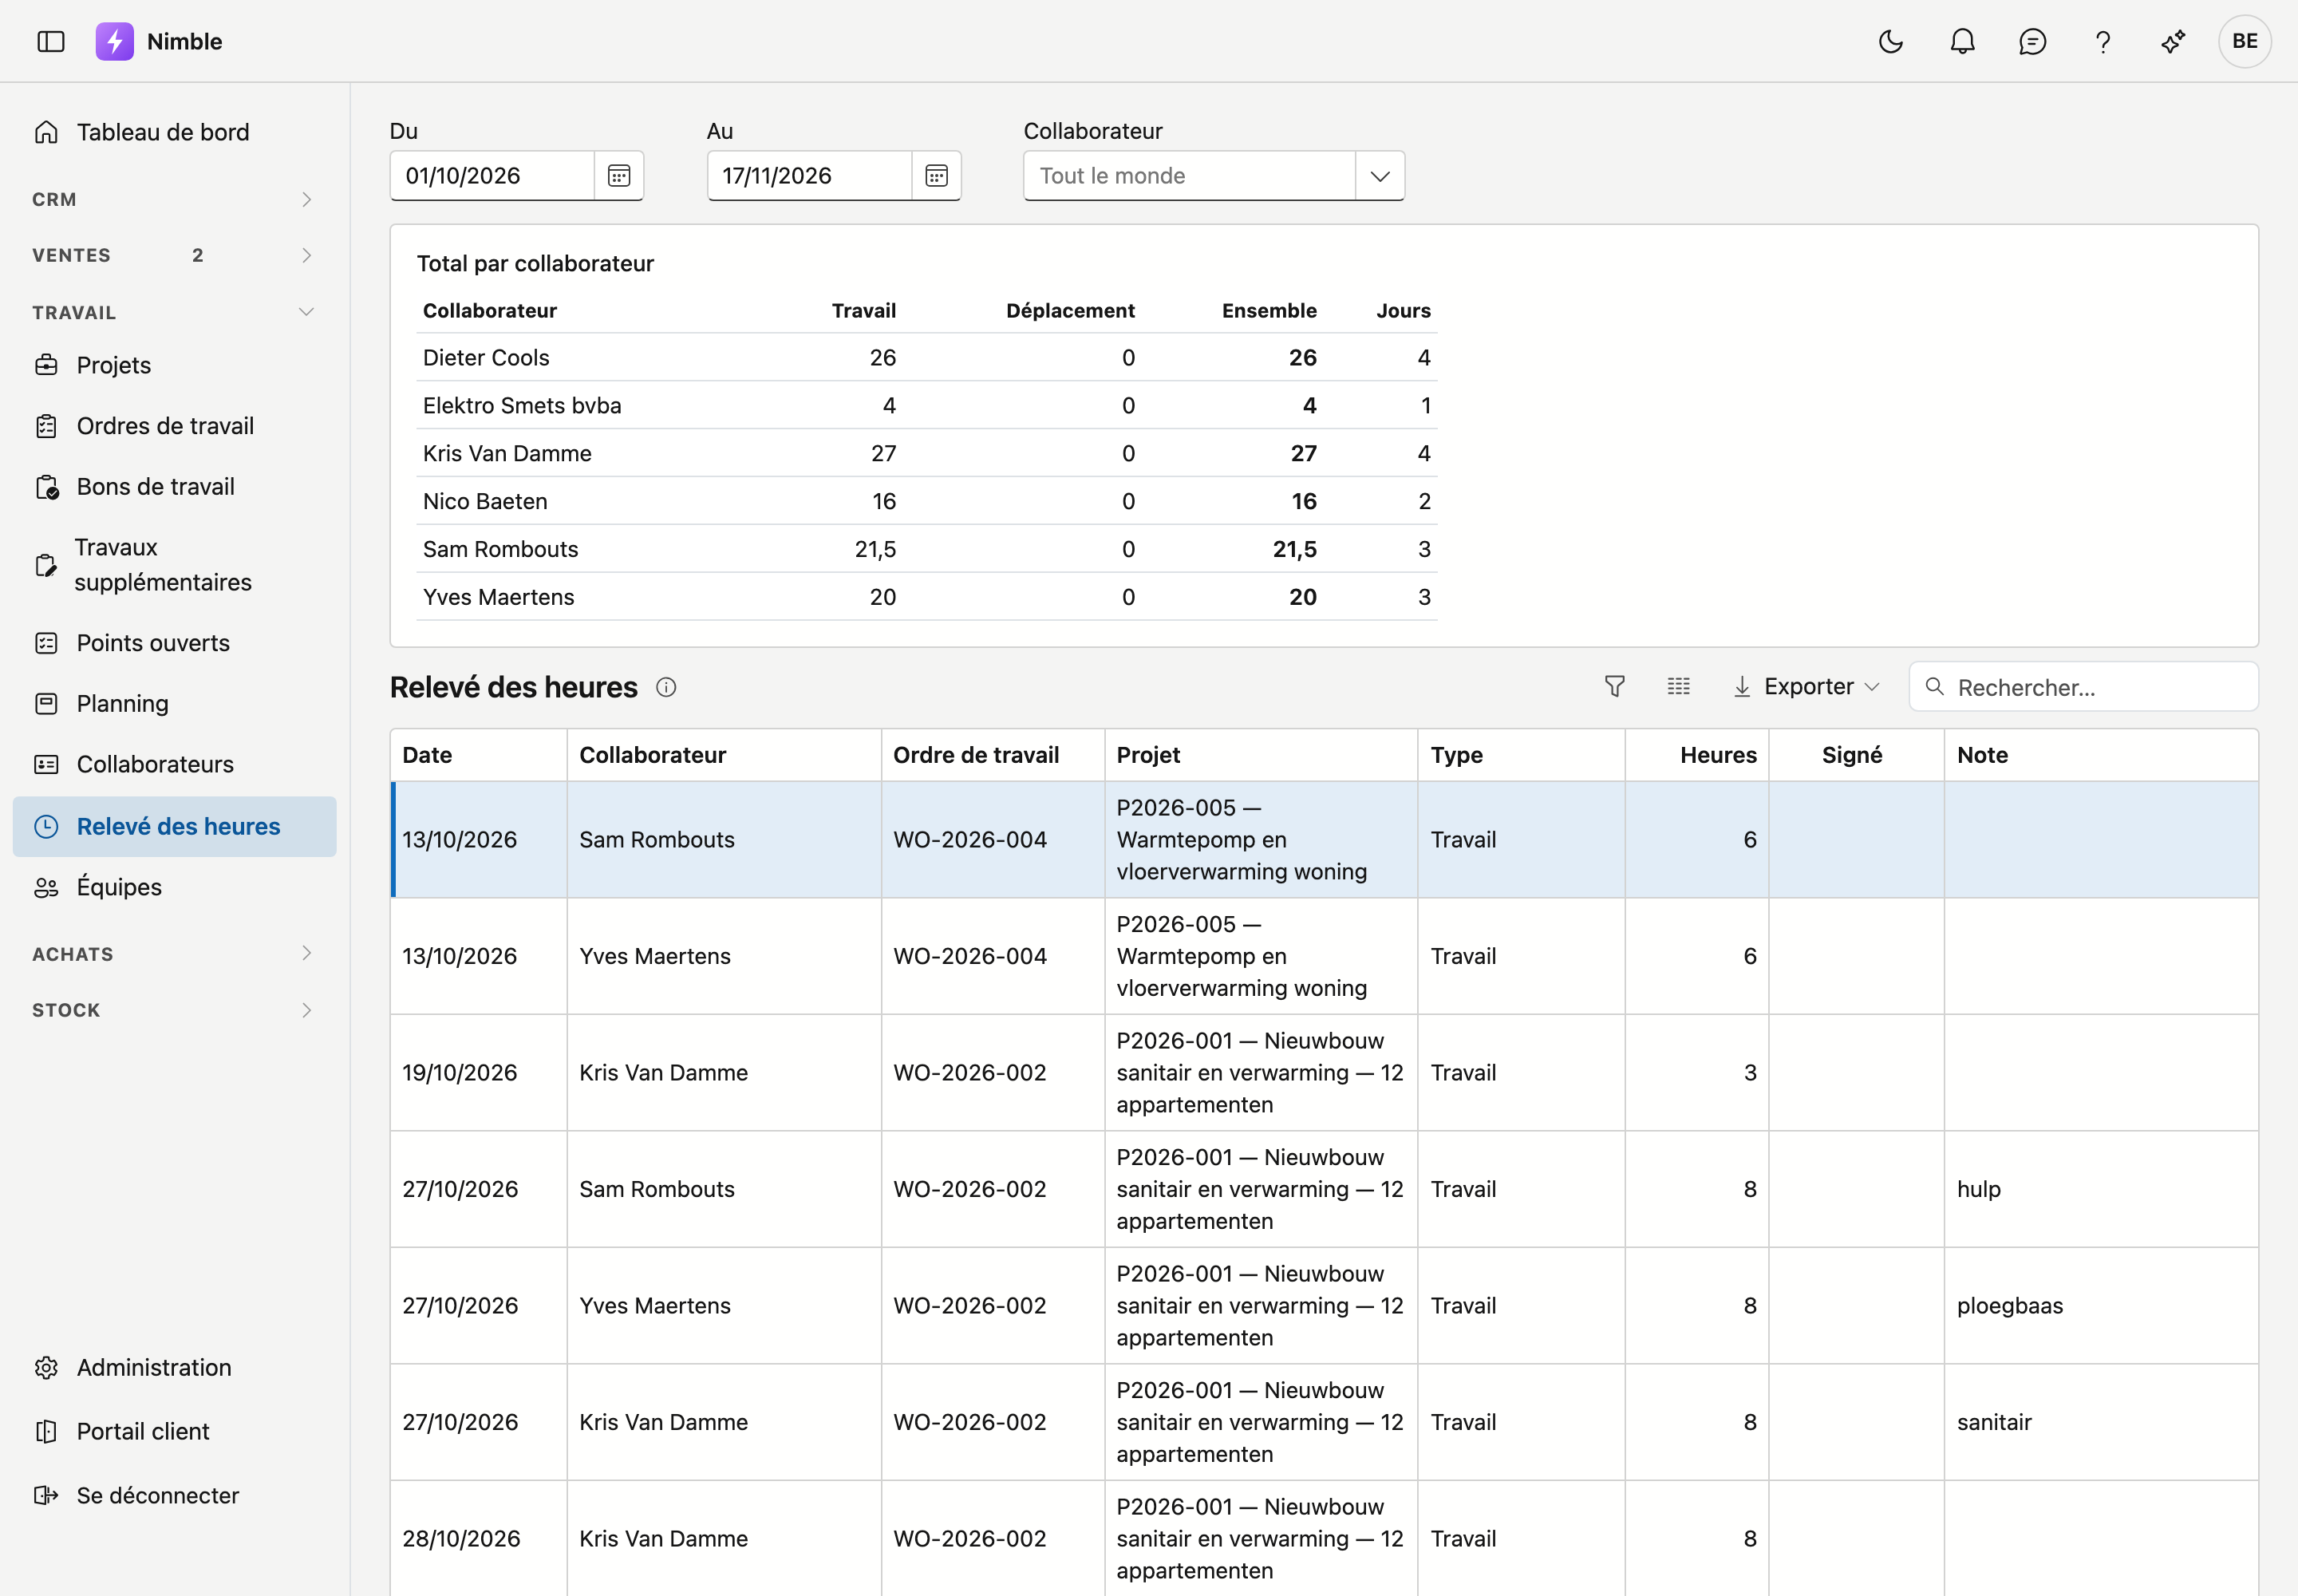 Nimble
BE
Tableau de bord
CRM
VENTES 2
TRAVAIL
Projets
Ordres de travail
Bons de travail
Travaux
supplémentaires
Points ouverts
Planning
Collaborateurs
Relevé des heures
Équipes
ACHATS
STOCK
Administration
Portail client
Se déconnecter
Du
Au
Collaborateur
01/10/2026
17/11/2026
Tout le monde
Total par collaborateur
Collaborateur Travail Déplacement Ensemble Jours
Dieter Cools 26 0 26 4
Elektro Smets bvba 4 0 4 1
Kris Van Damme 27 0 27 4
Nico Baeten 16 0 16 2
Sam Rombouts 21,5 0 21,5 3
Yves Maertens 20 0 20 3
Relevé des heures
Exporter
Rechercher...
Date Collaborateur Ordre de travail Projet Type Heures Signé Note
P2026-005 —
13/10/2026 Sam Rombouts WO-2026-004 Warmtepomp en Travail 6
vloerverwarming woning
P2026-005 —
13/10/2026 Yves Maertens WO-2026-004 Warmtepomp en Travail 6
vloerverwarming woning
P2026-001 — Nieuwbouw
19/10/2026 Kris Van Damme WO-2026-002 sanitair en verwarming — 12 Travail 3
appartementen
P2026-001 — Nieuwbouw
27/10/2026 Sam Rombouts WO-2026-002 sanitair en verwarming — 12 Travail 8 hulp
appartementen
P2026-001 — Nieuwbouw
27/10/2026 Yves Maertens WO-2026-002 sanitair en verwarming — 12 Travail 8 ploegbaas
appartementen
P2026-001 — Nieuwbouw
27/10/2026 Kris Van Damme WO-2026-002 sanitair en verwarming — 12 Travail 8 sanitair
appartementen
P2026-001 — Nieuwbouw
28/10/2026 Kris Van Damme WO-2026-002 sanitair en verwarming — 12 Travail 8
appartementen